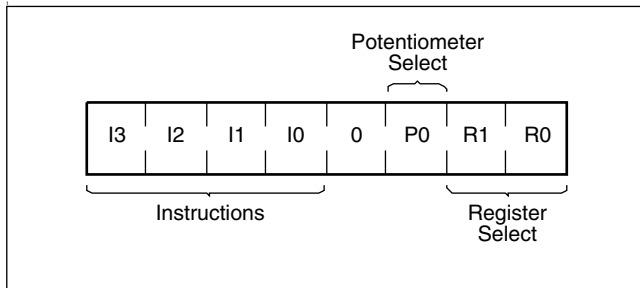 Potentiometer
Select
I3 I2 I1 I0 0 P0 R1 R0
Instructions
Register
Select